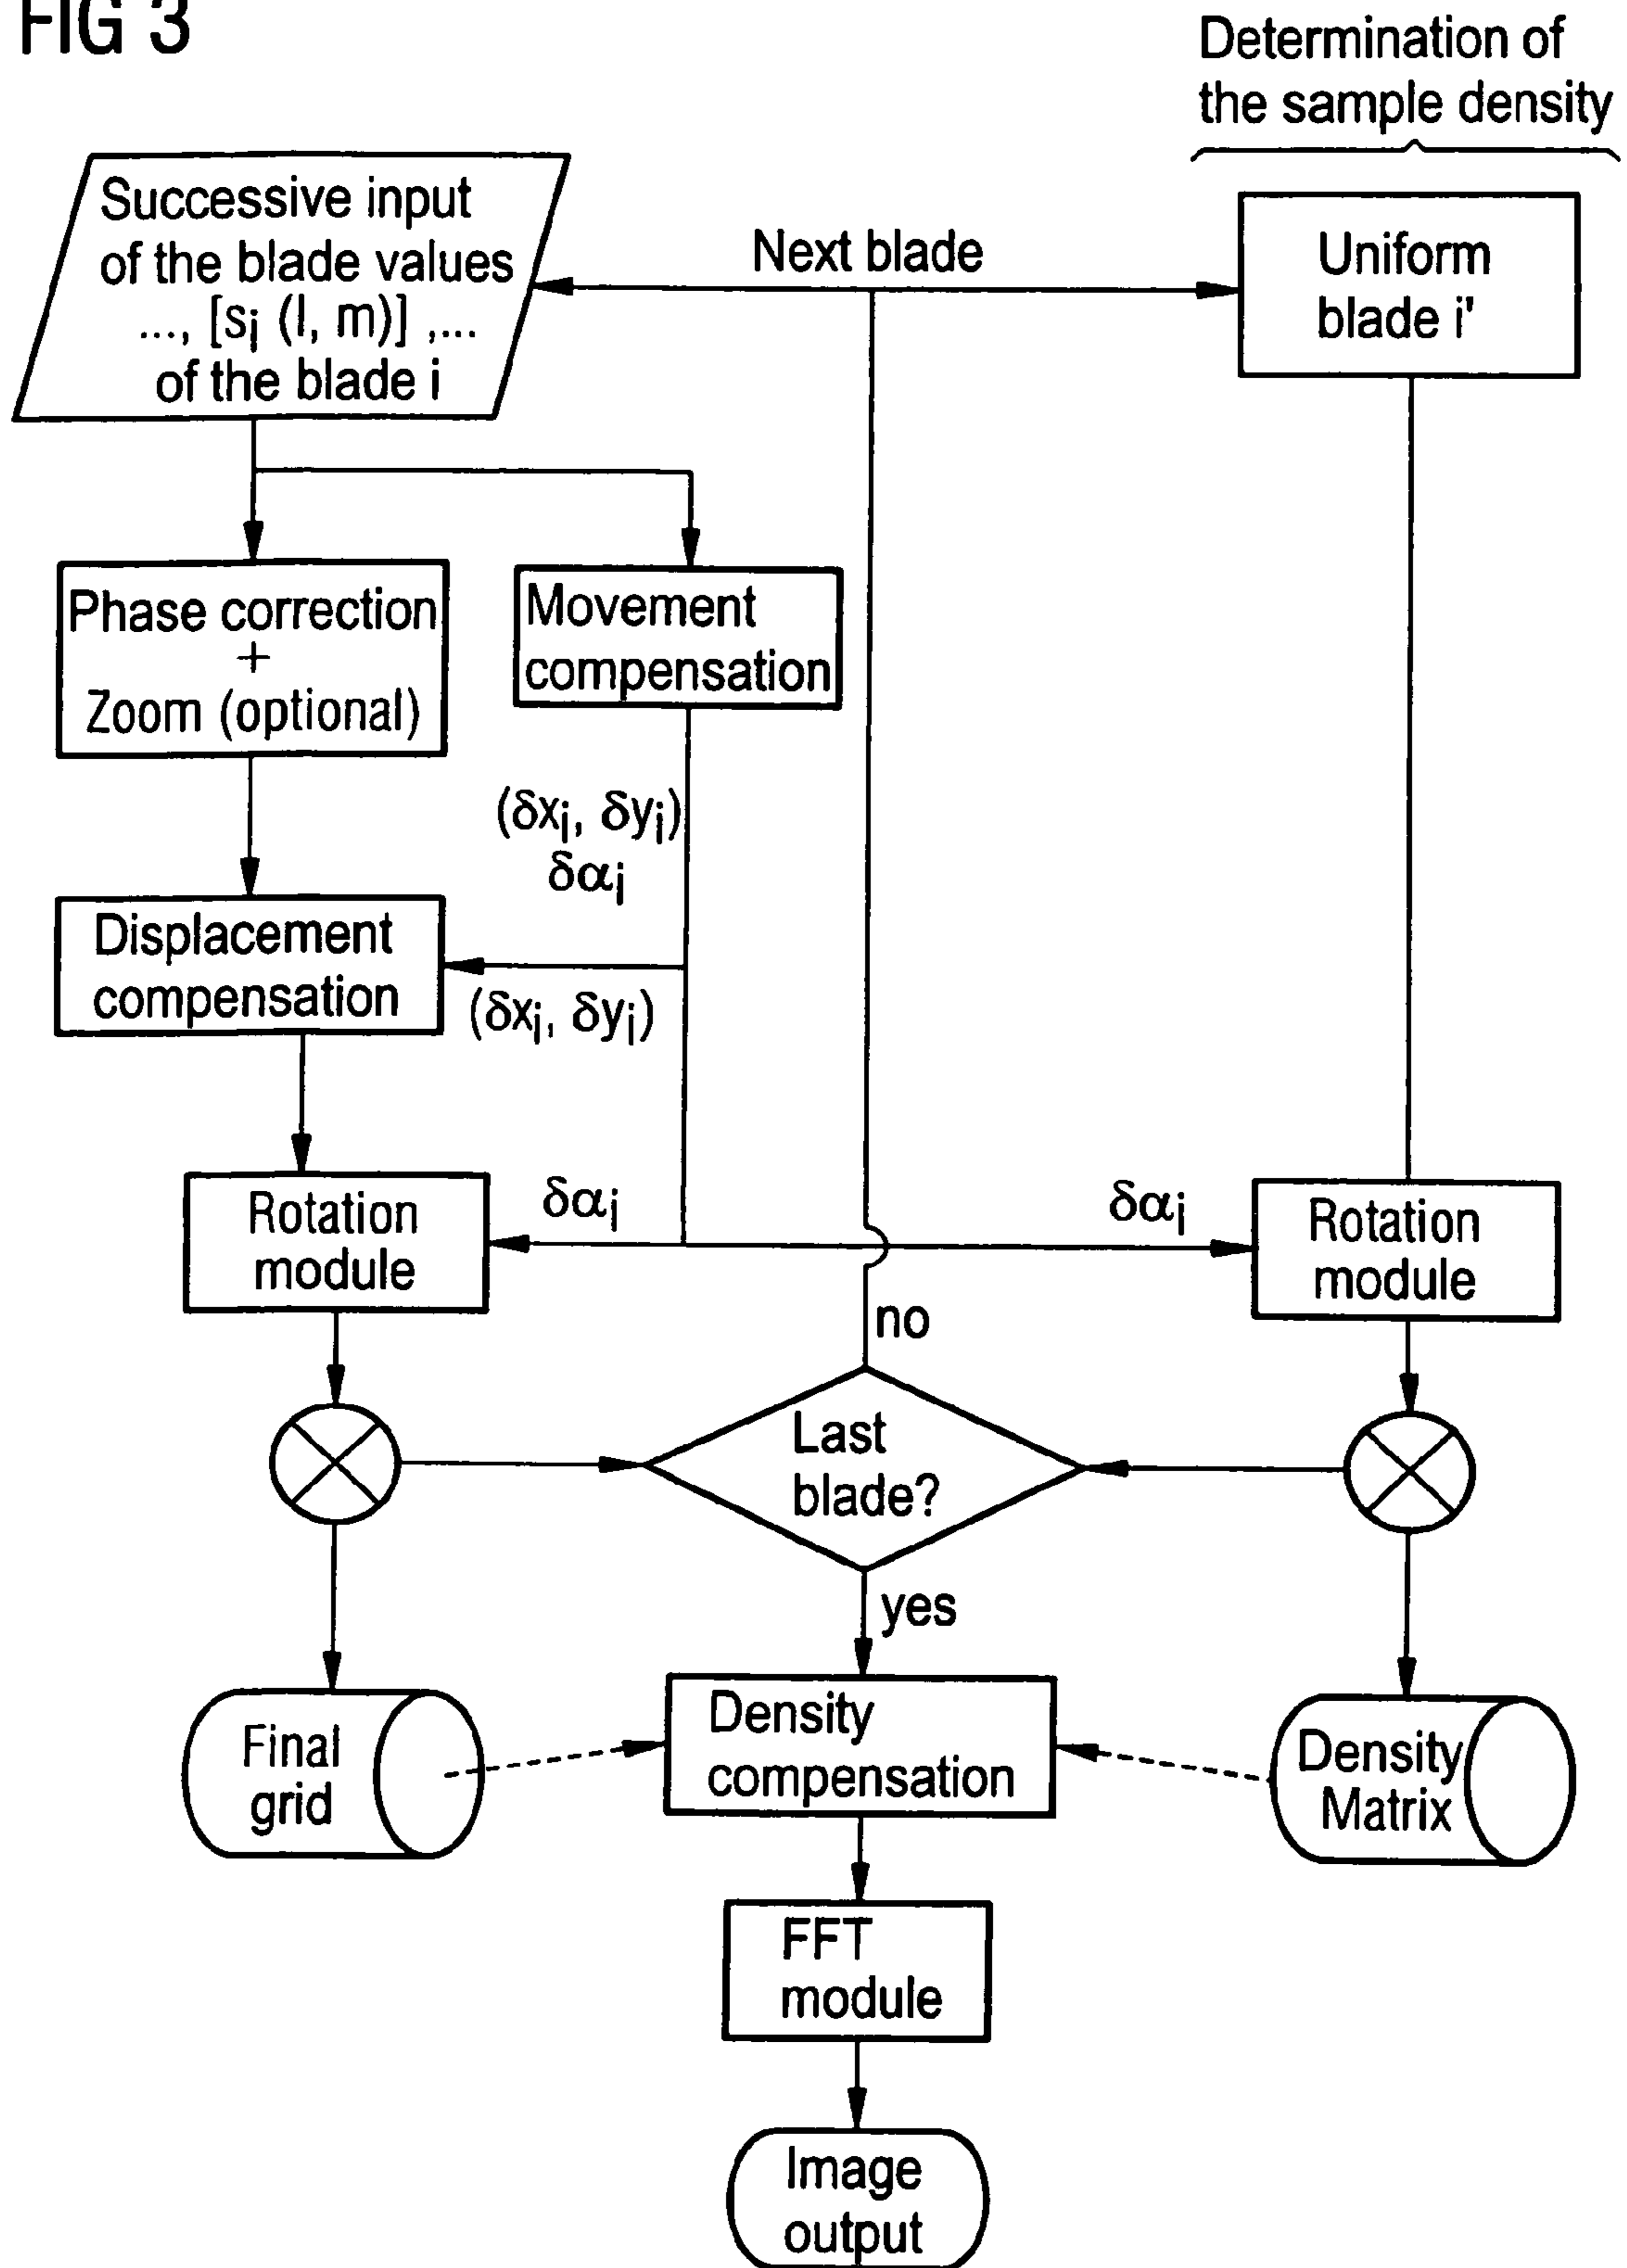 FIG 3
Determination of
the sample density
Successive input
of the blade values
..., [si (l, m)] ,...
of the blade i
Next blade
Uniform
blade i'
Phase correction
+
Zoom (optional)
Movement
compensation
(δxi, δyi)
δαi
Displacement
compensation
(δxi, δyi)
Rotation
module
δαi
δαi
Rotation
module
no
Last
blade?
yes
Final
grid
Density
compensation
Density
Matrix
FFT
module
Image
output